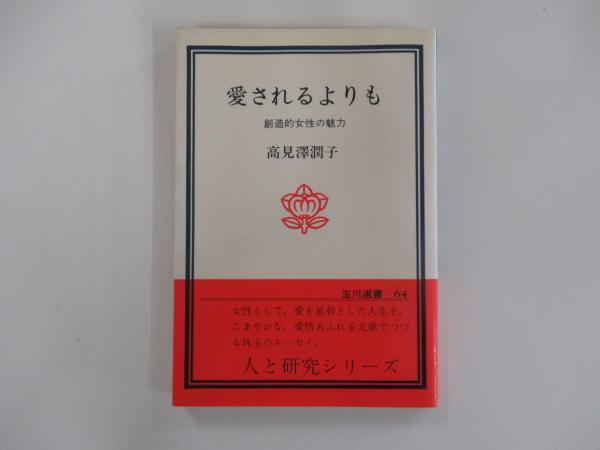 愛されるよりも
創造的女性の魅力
高見澤潤子
玉川選書 64
女性として，愛を基幹とした人生を，
こまやかな，愛情あふれる文章でつづ
る珠玉のエッセイ。
人と研究シリーズ